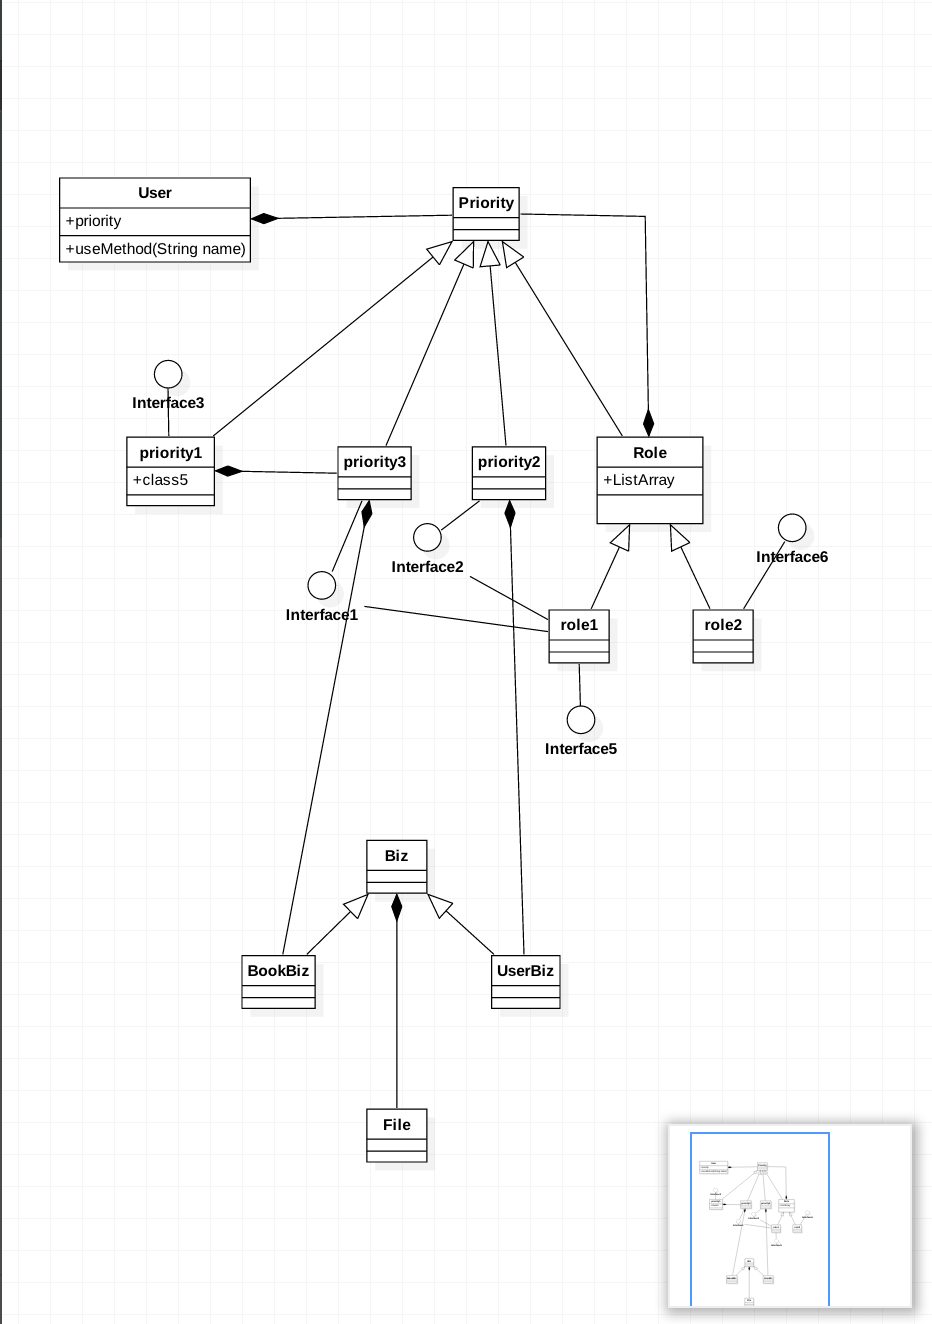 User
+priority
+useMethod(String name)
Priority
Interface3
priority1
+class5
priority3
priority2
Role
+ListArray
Interface2
Interface6
Interface1
role1
role2
Interface5
Biz
BookBiz
UserBiz
File